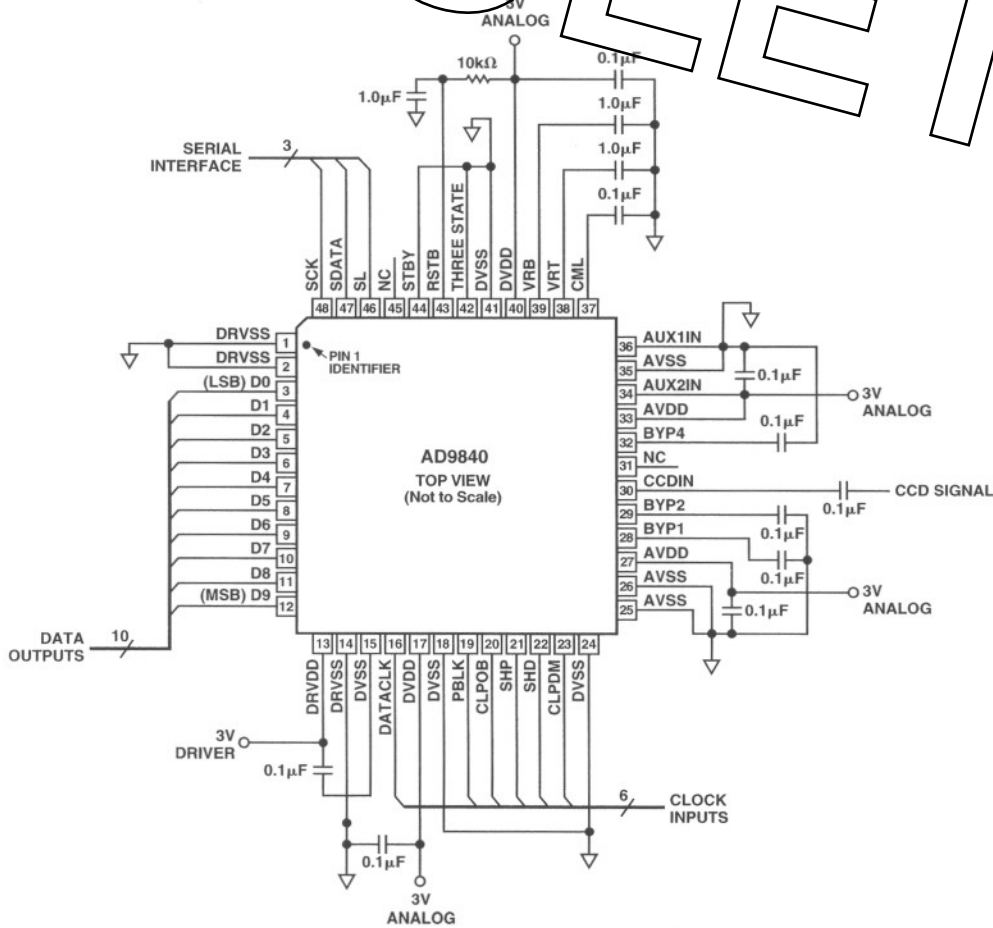 3V
ANALOG
10kΩ
0.1µF
1.0µF
1.0µF
1.0µF
0.1µF
SERIAL
INTERFACE
3
SCK
SDATA
SL
NC
STBY
RSTB
THREE STATE
DVSS
DVDD
VRB
VRT
CML
48 47 46 45 44 43 42 41 40 39 38 37
DRVSS 1
DRVSS 2
(LSB) D0 3
D1 4
D2 5
D3 6
D4 7
D5 8
D6 9
D7 10
D8 11
(MSB) D9 12
DATA
OUTPUTS
10
PIN 1
IDENTIFIER
AD9840
TOP VIEW
(Not to Scale)
36 AUX1IN
35 AVSS
34 AUX2IN
33 AVDD
32 BYP4
31 NC
30 CCDIN
29 BYP2
28 BYP1
27 AVDD
26 AVSS
25 AVSS
0.1µF
3V
ANALOG
0.1µF
CCD SIGNAL
0.1µF
0.1µF
0.1µF
3V
ANALOG
0.1µF
13 14 15 16 17 18 19 20 21 22 23 24
DRVDD
DRVSS
DVSS
DATACLK
DVDD
DVSS
PBLK
CLPOB
SHP
SHD
CLPDM
DVSS
3V
DRIVER
0.1µF
6
CLOCK
INPUTS
0.1µF
3V
ANALOG